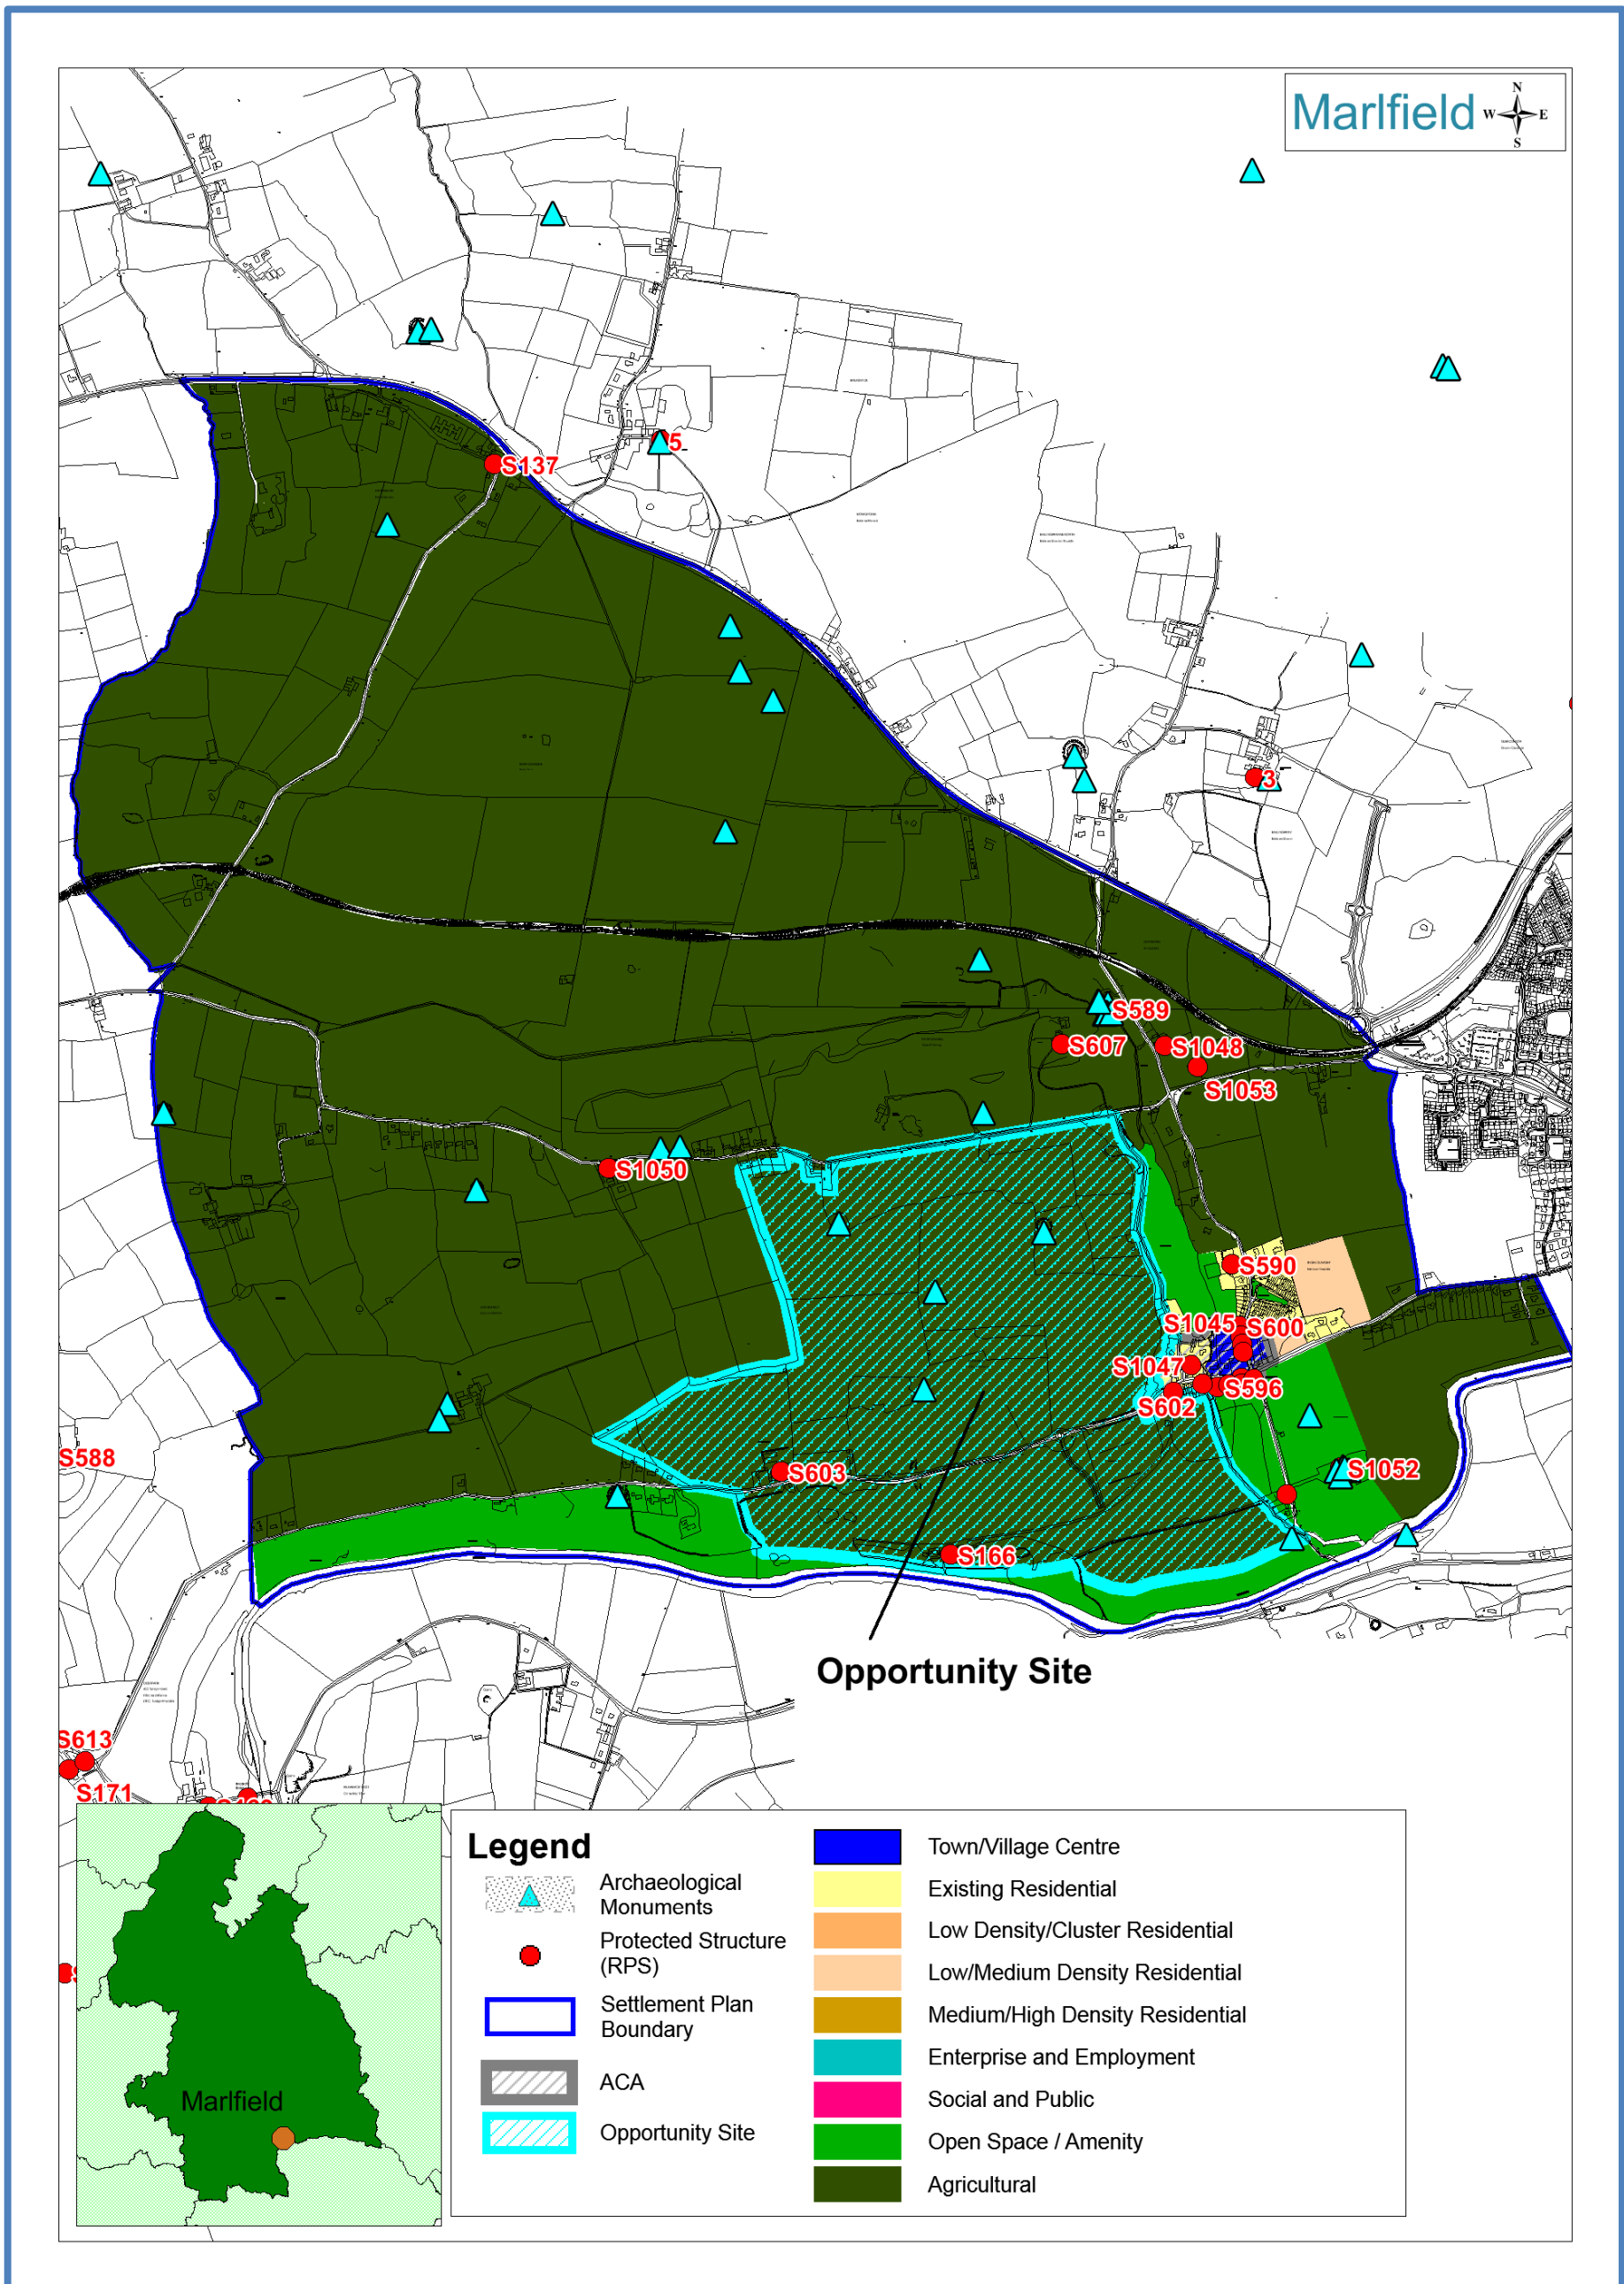 Marlfield
N
W
E
S
5
S137
3
S589
S607
S1048
S1053
S1050
S590
S1045
S600
S1047
S596
S602
S588
S603
S1052
S166
Opportunity Site
S613
S171
Marlfield
Legend
Archaeological
Monuments
Protected Structure
(RPS)
Settlement Plan
Boundary
ACA
Opportunity Site
Town/Village Centre
Existing Residential
Low Density/Cluster Residential
Low/Medium Density Residential
Medium/High Density Residential
Enterprise and Employment
Social and Public
Open Space / Amenity
Agricultural